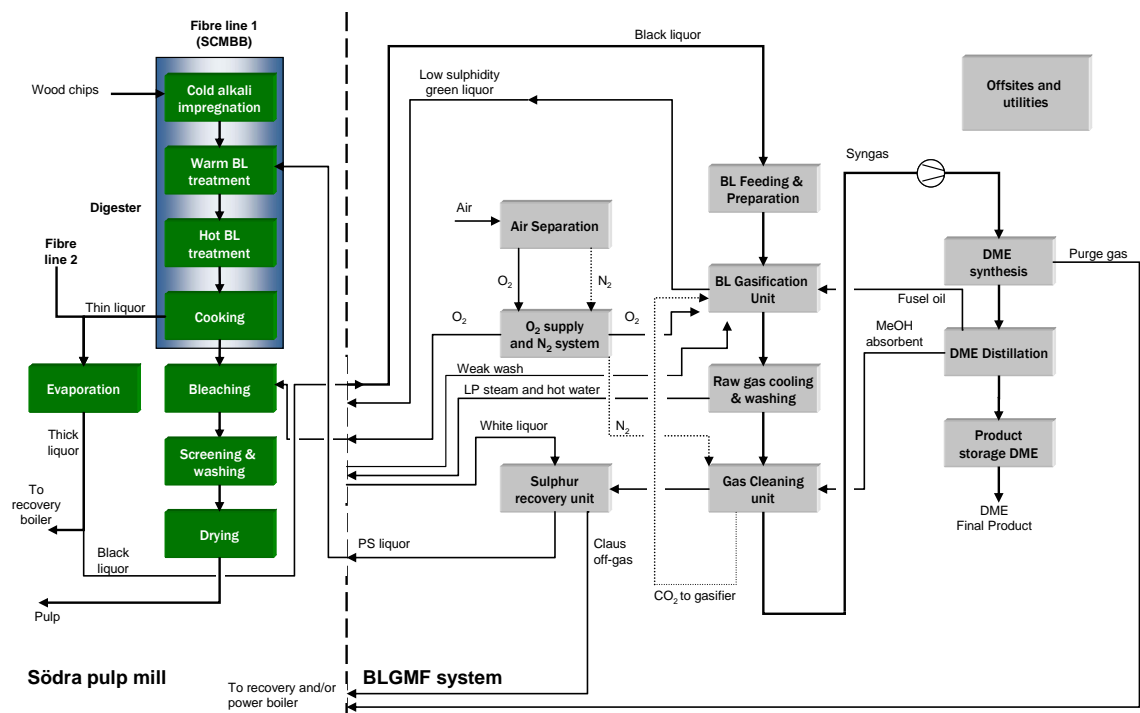 Fibre line 1
(SCMBB)
Wood chips
Cold alkali
impregnation
Warm BL
treatment
Digester
Hot BL
treatment
Fibre
line 2
Thin liquor
Cooking
Evaporation
Bleaching
Thick
liquor
Screening &
washing
To
recovery
boiler
Drying
Black
liquor
Pulp
Södra pulp mill
Black liquor
Low sulphidity
green liquor
Offsites and
utilities
Syngas
BL Feeding &
Preparation
Air
Air Separation
DME
synthesis
Purge gas
O2
N2
BL Gasification
Unit
Fusel oil
O2
O2 supply
and N2 system
O2
MeOH
absorbent
DME Distillation
Weak wash
LP steam and hot water
Raw gas cooling
& washing
White liquor
N2
Product
storage DME
Sulphur
recovery unit
Gas Cleaning
unit
DME
Final Product
PS liquor
Claus
off-gas
CO2 to gasifier
BLGMF system
To recovery and/or
power boiler